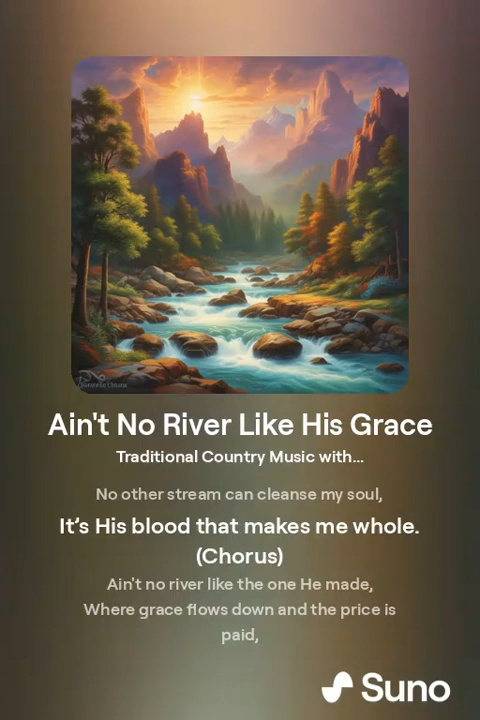 Ain't No River Like His Grace
Traditional Country Music with...
No other stream can cleanse my soul,
It’s His blood that makes me whole.
(Chorus)
Ain't no river like the one He made,
Where grace flows down and the price is
paid,
Suno